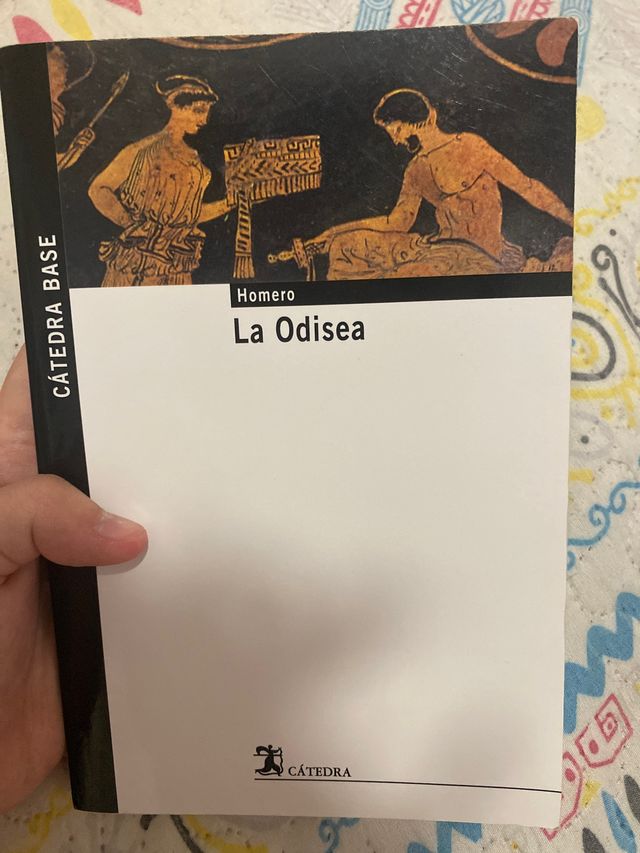 CÁTEDRA BASE
Homero
La Odisea
CÁTEDRA